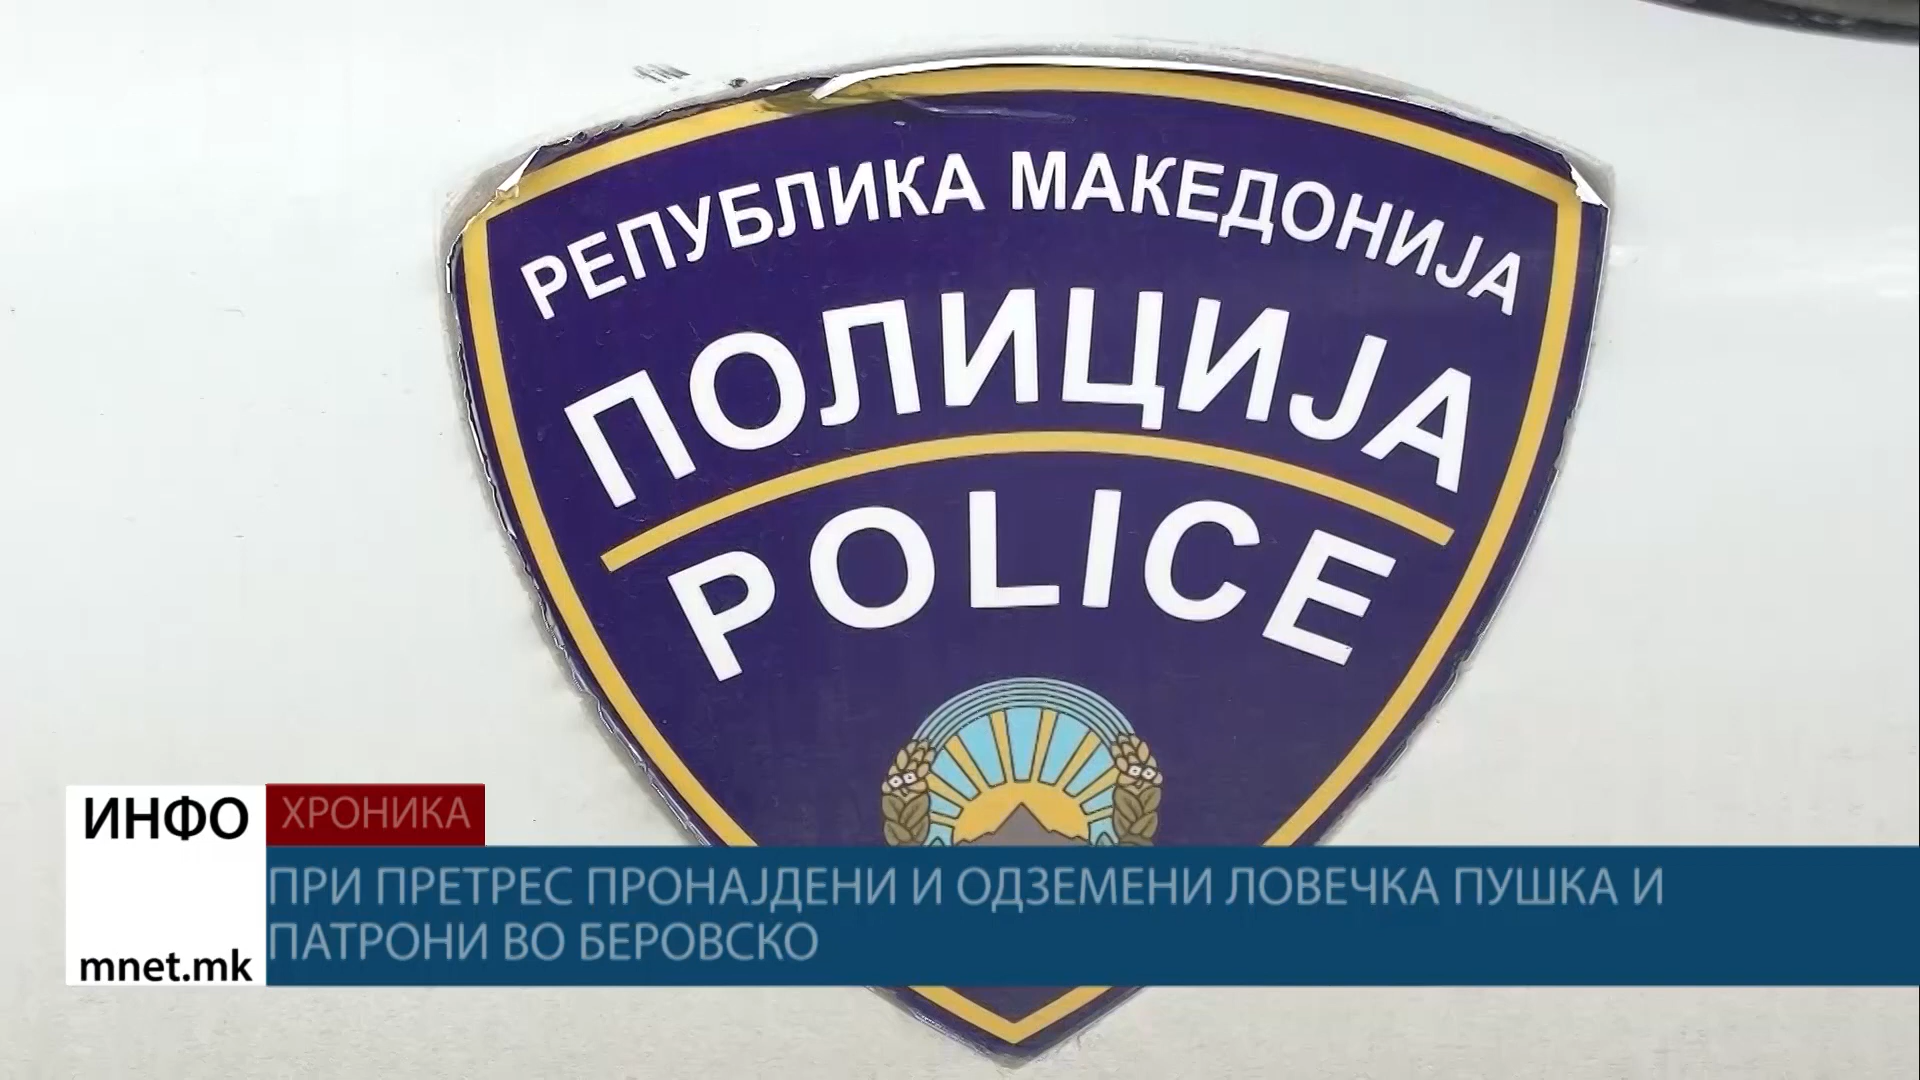 РЕПУБЛИКА МАКЕДОНИЈА
ПОЛИЦИЈА
POLICE
ИНФО
ХРОНИКА
ПРИ ПРЕТРЕС ПРОНАЈДЕНИ И ОДЗЕМЕНИ ЛОВЕЧКА ПУШКА И
ПАТРОНИ ВО БЕРОВСКО
mnet.mk